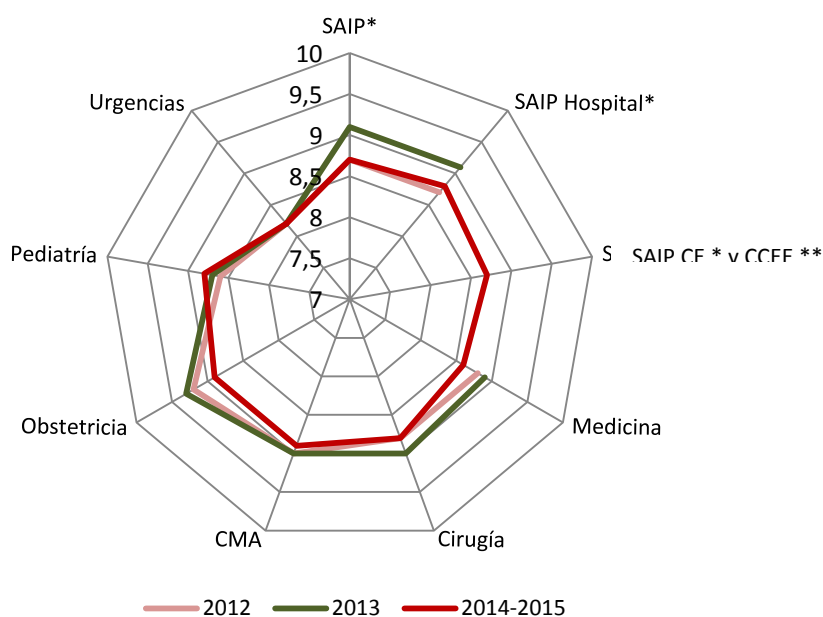 SAIP*
10
Urgencias
9,5
SAIP Hospital*
9
8,5
8
Pediatría
S
SAIP CE * y CCEE **
7,5
7
Obstetricia
Medicina
CMA
Cirugía
2012
2013
2014-2015